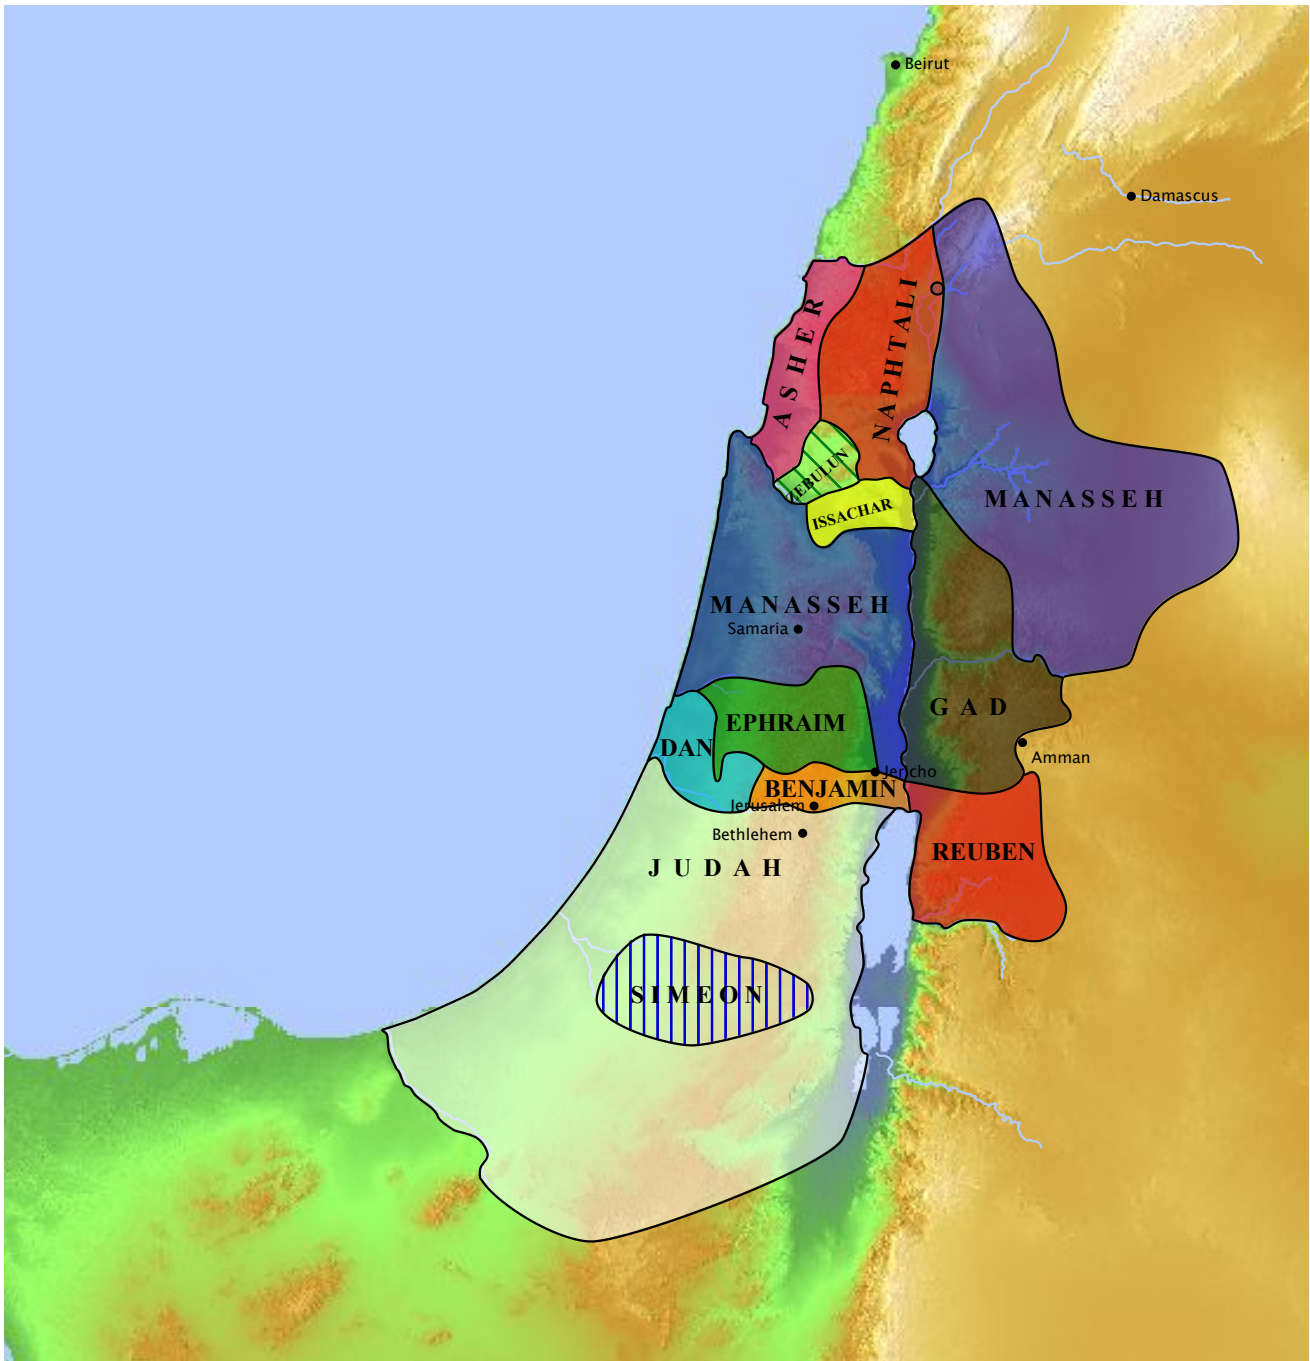 Beirut
Damascus
ASHER
NAPHTALI
ZEBULUN
MANASSEH
ISSACHAR
MANASSEH
Samaria
GAD
EPHRAIM
DAN
Amman
Jericho
BENJAMIN
Jerusalem
Bethlehem
REUBEN
JUDAH
SIMEON